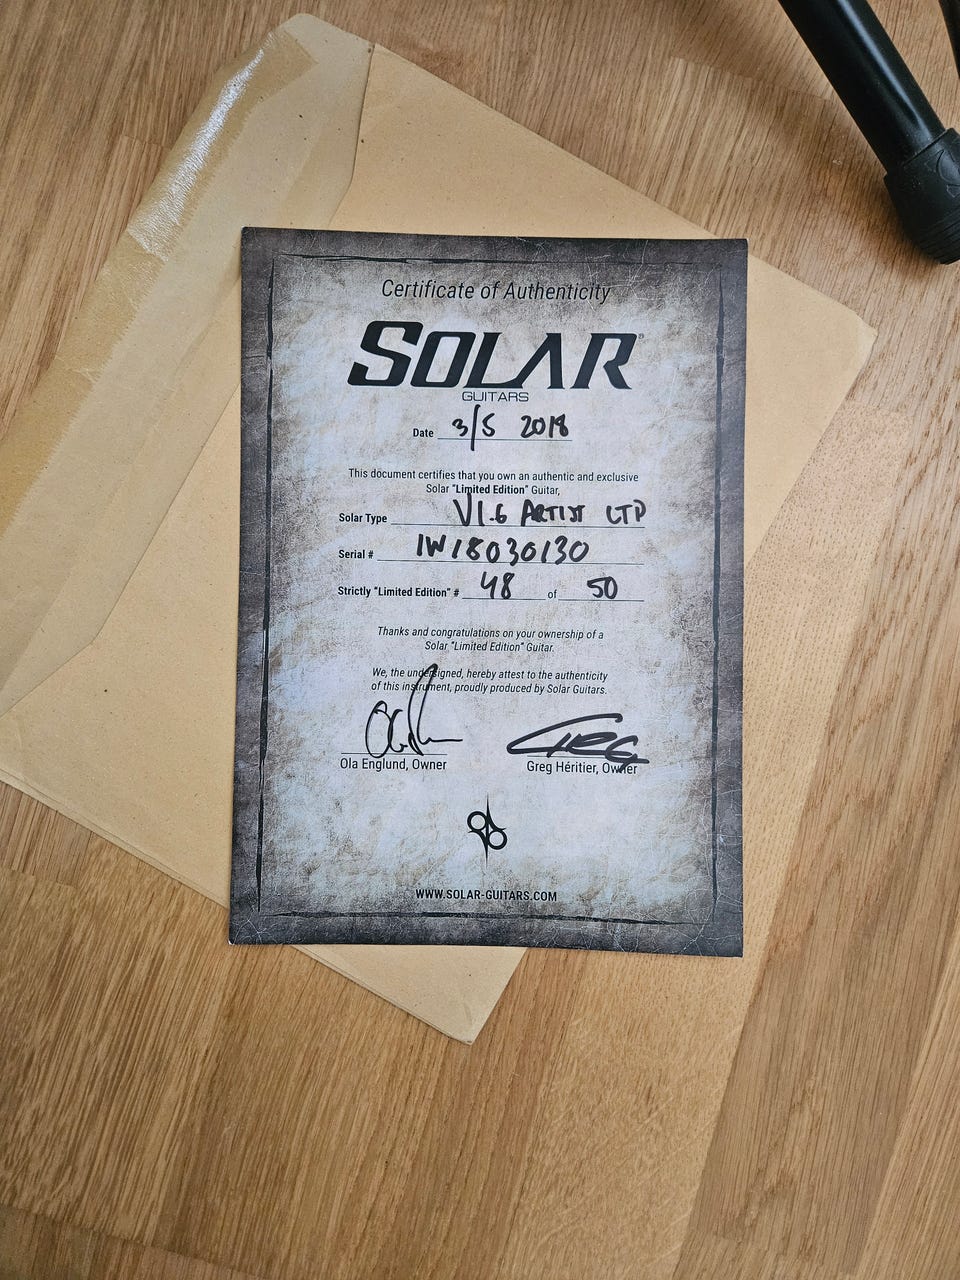 Certificate of Authenticity
SOLAR
GUITARS
Date 3/5 2018
This document certifies that you own an authentic and exclusive
Solar "Limited Edition" Guitar,
Solar Type V1.6 ARTIST LTD
Serial # IW18030130
Strictly "Limited Edition" # 48 of 50
Thanks and congratulations on your ownership of a
Solar "Limited Edition" Guitar.
We, the undersigned, hereby attest to the authenticity
of this instrument, proudly produced by Solar Guitars.
Ola Englund, Owner Greg Héritier, Owner
WWW.SOLAR-GUITARS.COM